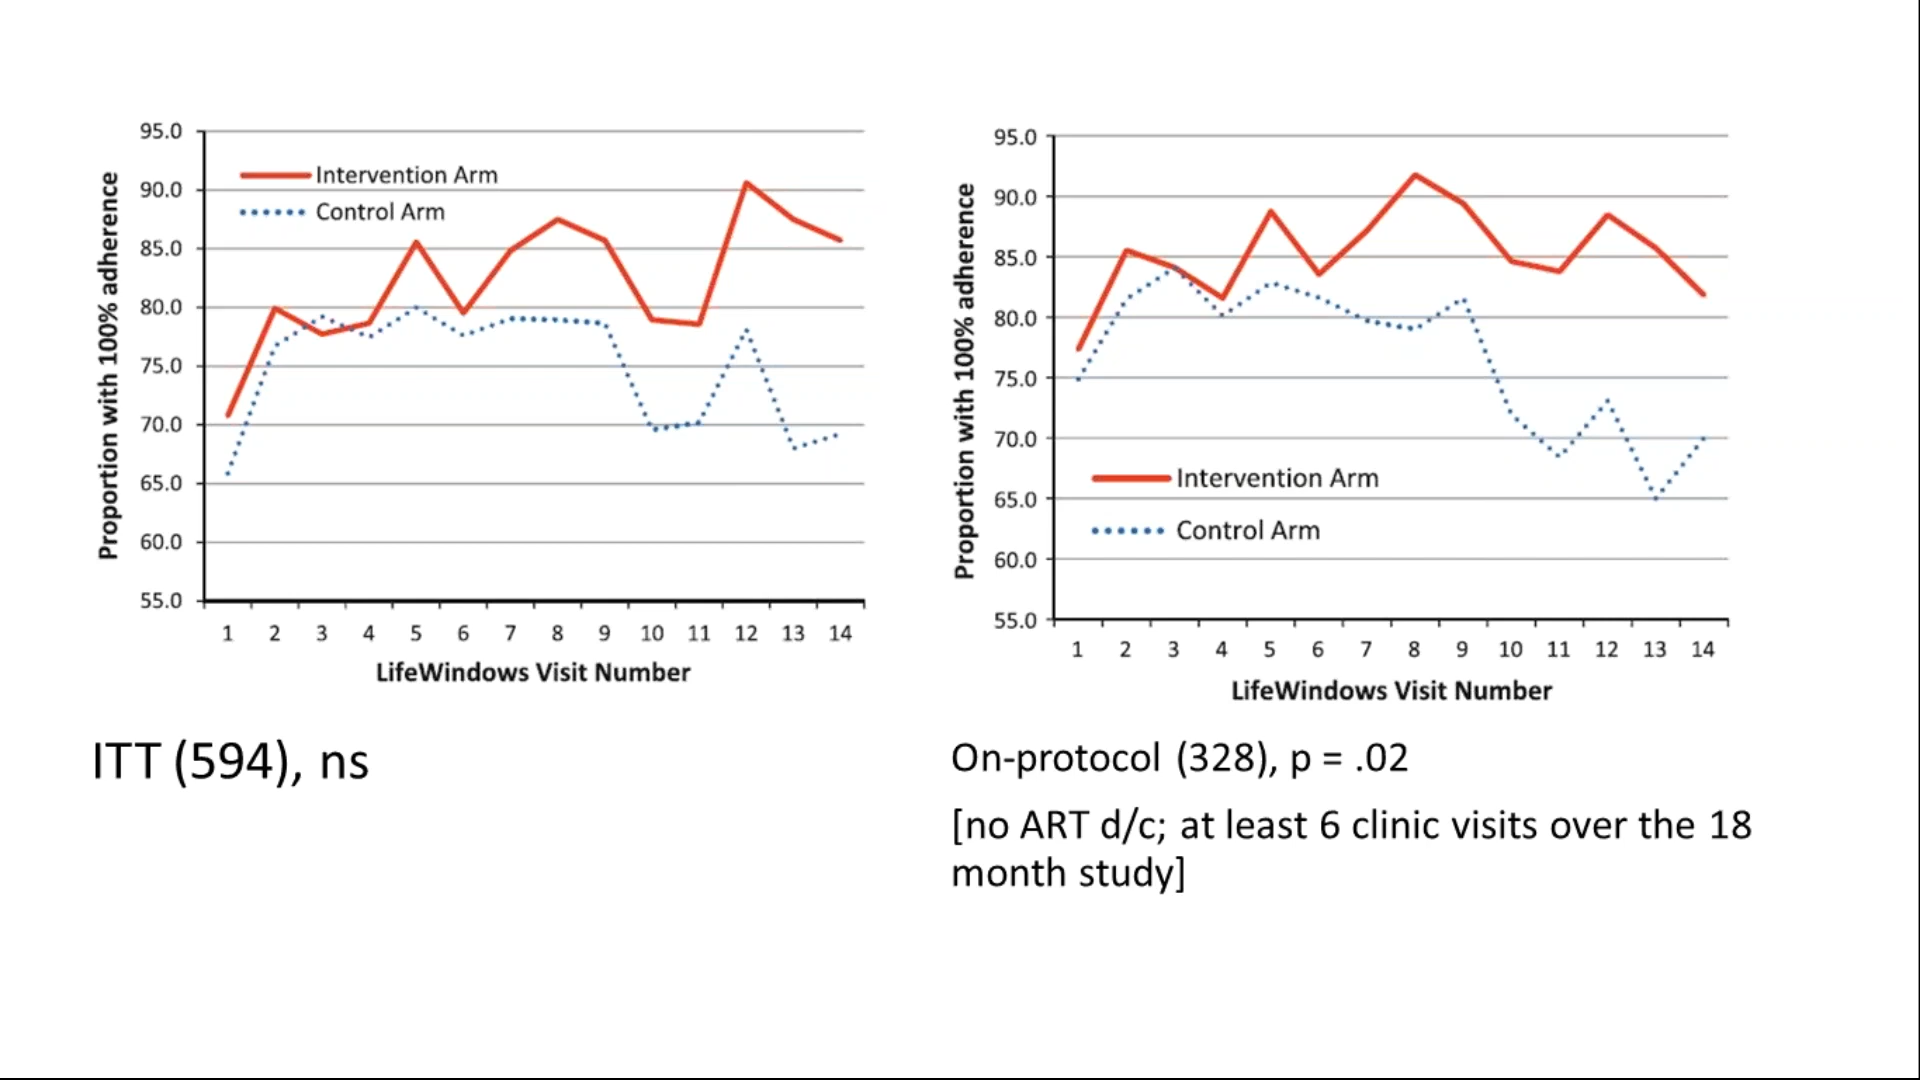 95.0
90.0
85.0
80.0
75.0
70.0
65.0
60.0
55.0
Proportion with 100% adherence
Intervention Arm
Control Arm
1 2 3 4 5 6 7 8 9 10 11 12 13 14
LifeWindows Visit Number
ITT (594), ns
95.0
90.0
85.0
80.0
75.0
70.0
65.0
60.0
55.0
Proportion with 100% adherence
Intervention Arm
Control Arm
1 2 3 4 5 6 7 8 9 10 11 12 13 14
LifeWindows Visit Number
On-protocol (328), p = .02
[no ART d/c; at least 6 clinic visits over the 18
month study]